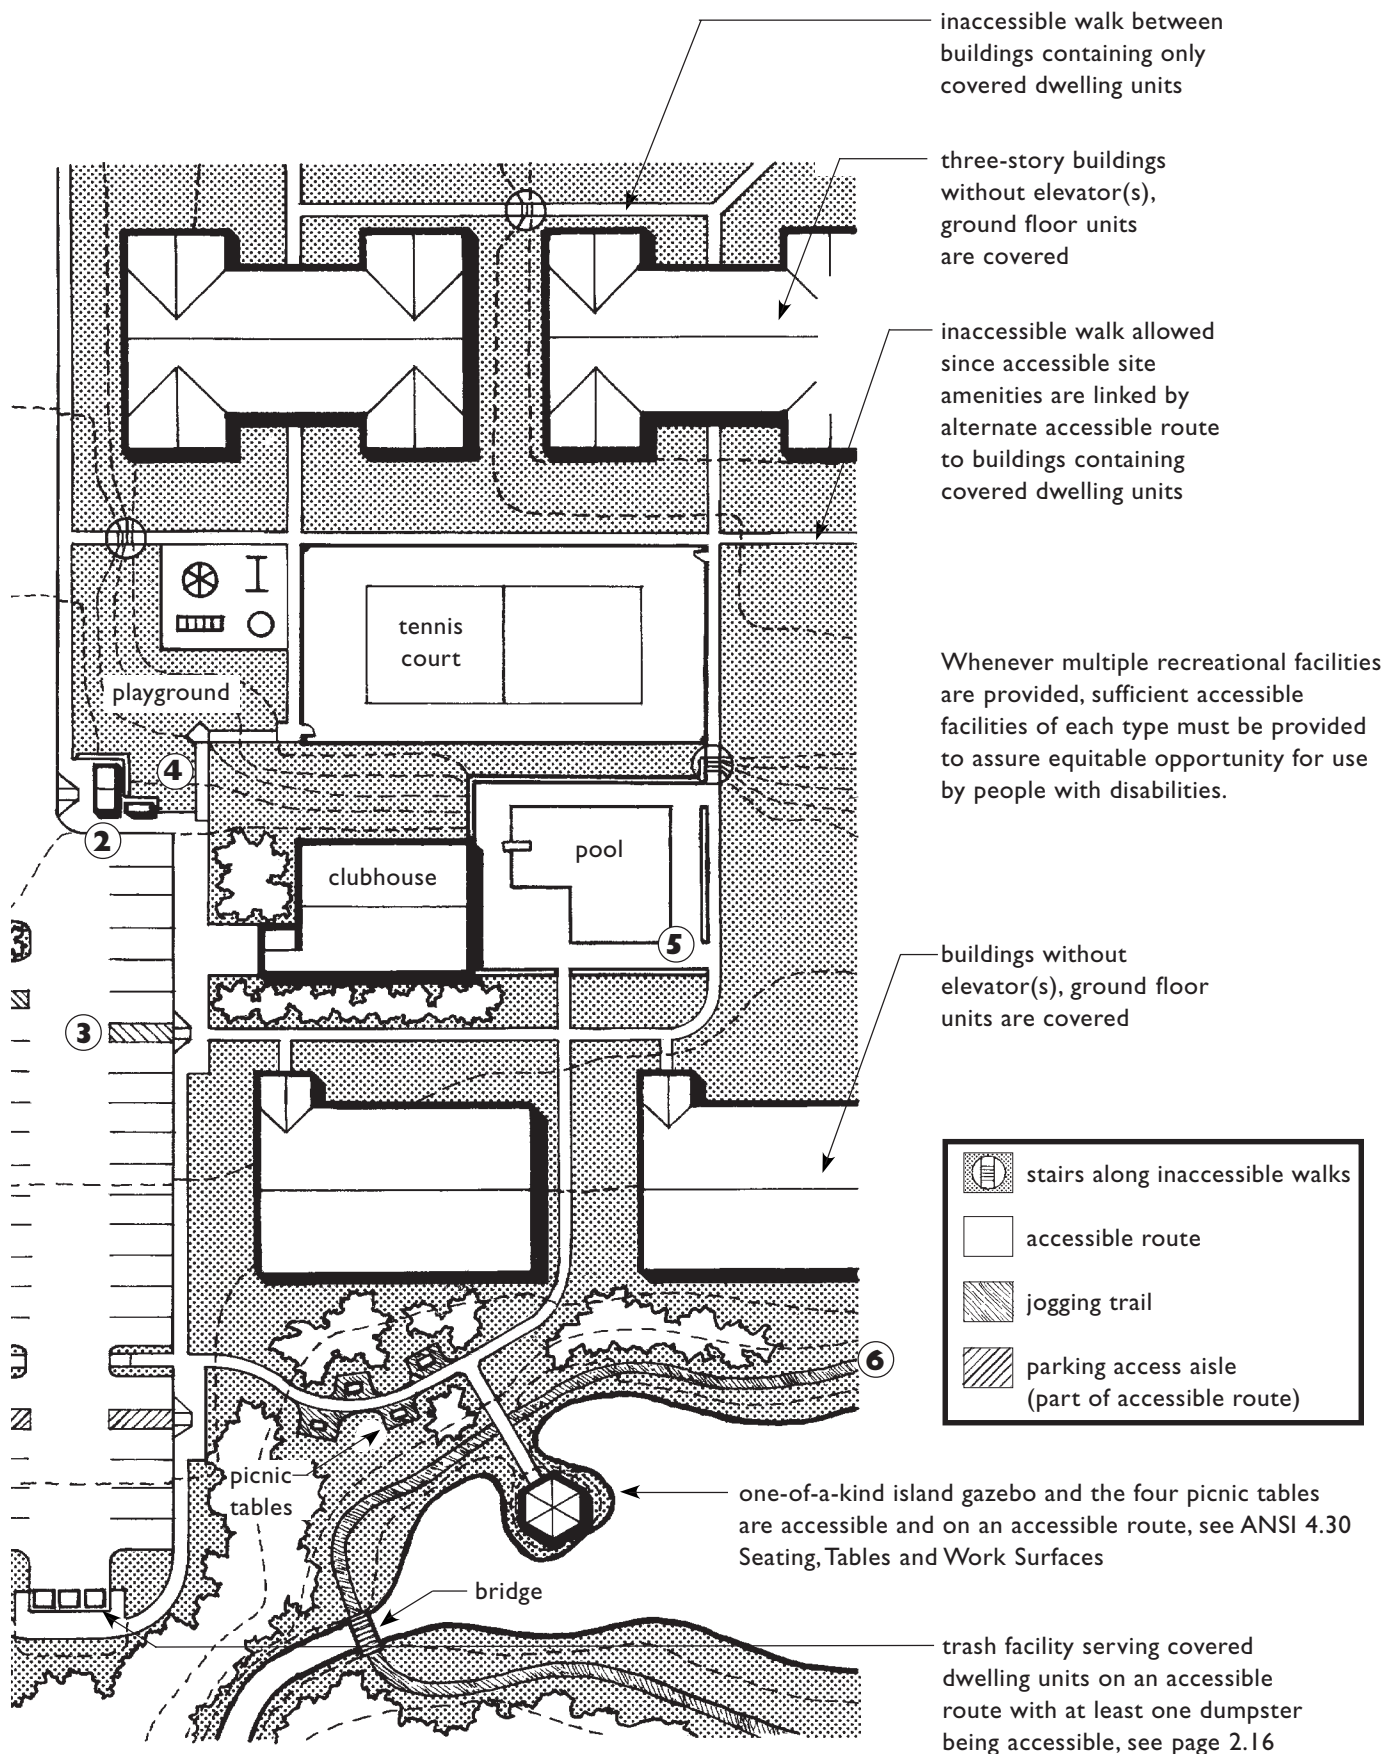 inaccessible walk between
buildings containing only
covered dwelling units
three-story buildings
without elevator(s),
ground floor units
are covered
inaccessible walk allowed
since accessible site
amenities are linked by
alternate accessible route
to buildings containing
covered dwelling units
tennis
court
Whenever multiple recreational facilities
are provided, sufficient accessible
facilities of each type must be provided
to assure equitable opportunity for use
by people with disabilities.
playground
4
2
pool
clubhouse
5
buildings without
elevator(s), ground floor
units are covered
3
stairs along inaccessible walks
accessible route
jogging trail
parking access aisle
(part of accessible route)
6
picnic
tables
one-of-a-kind island gazebo and the four picnic tables
are accessible and on an accessible route, see ANSI 4.30
Seating, Tables and Work Surfaces
bridge
trash facility serving covered
dwelling units on an accessible
route with at least one dumpster
being accessible, see page 2.16